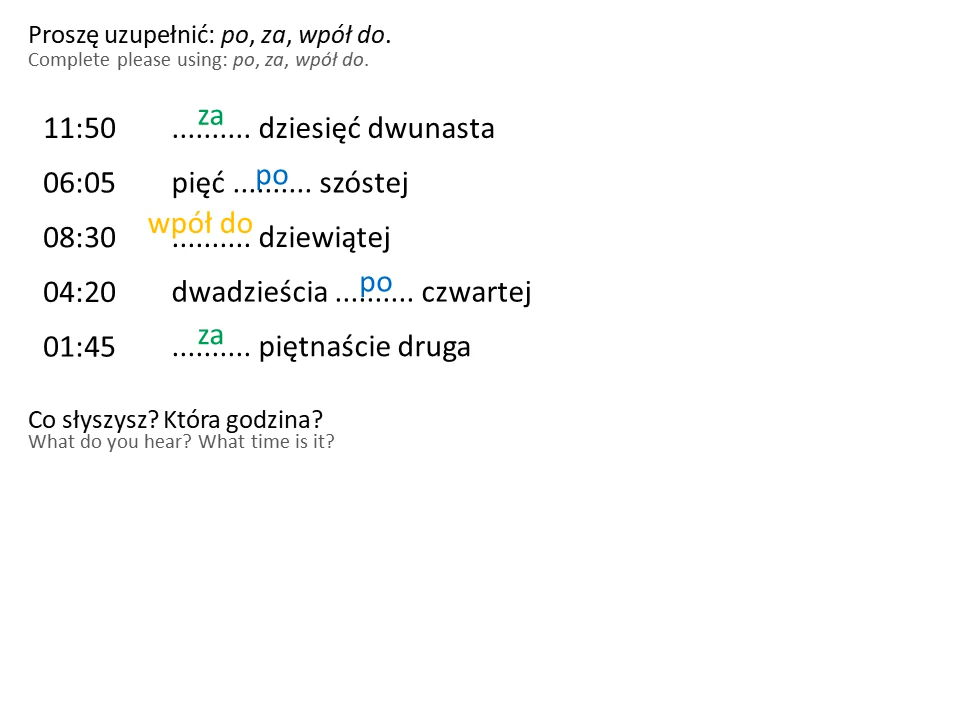 Proszę uzupełnić: po, za, wpół do.
Complete please using: po, za, wpół do.
11:50 .......... za dziesięć dwunasta
06:05 pięć .......... po szóstej
08:30 .......... wpół do dziewiątej
04:20 dwadzieścia .......... po czwartej
01:45 .......... za piętnaście druga
Co słyszysz? Która godzina?
What do you hear? What time is it?